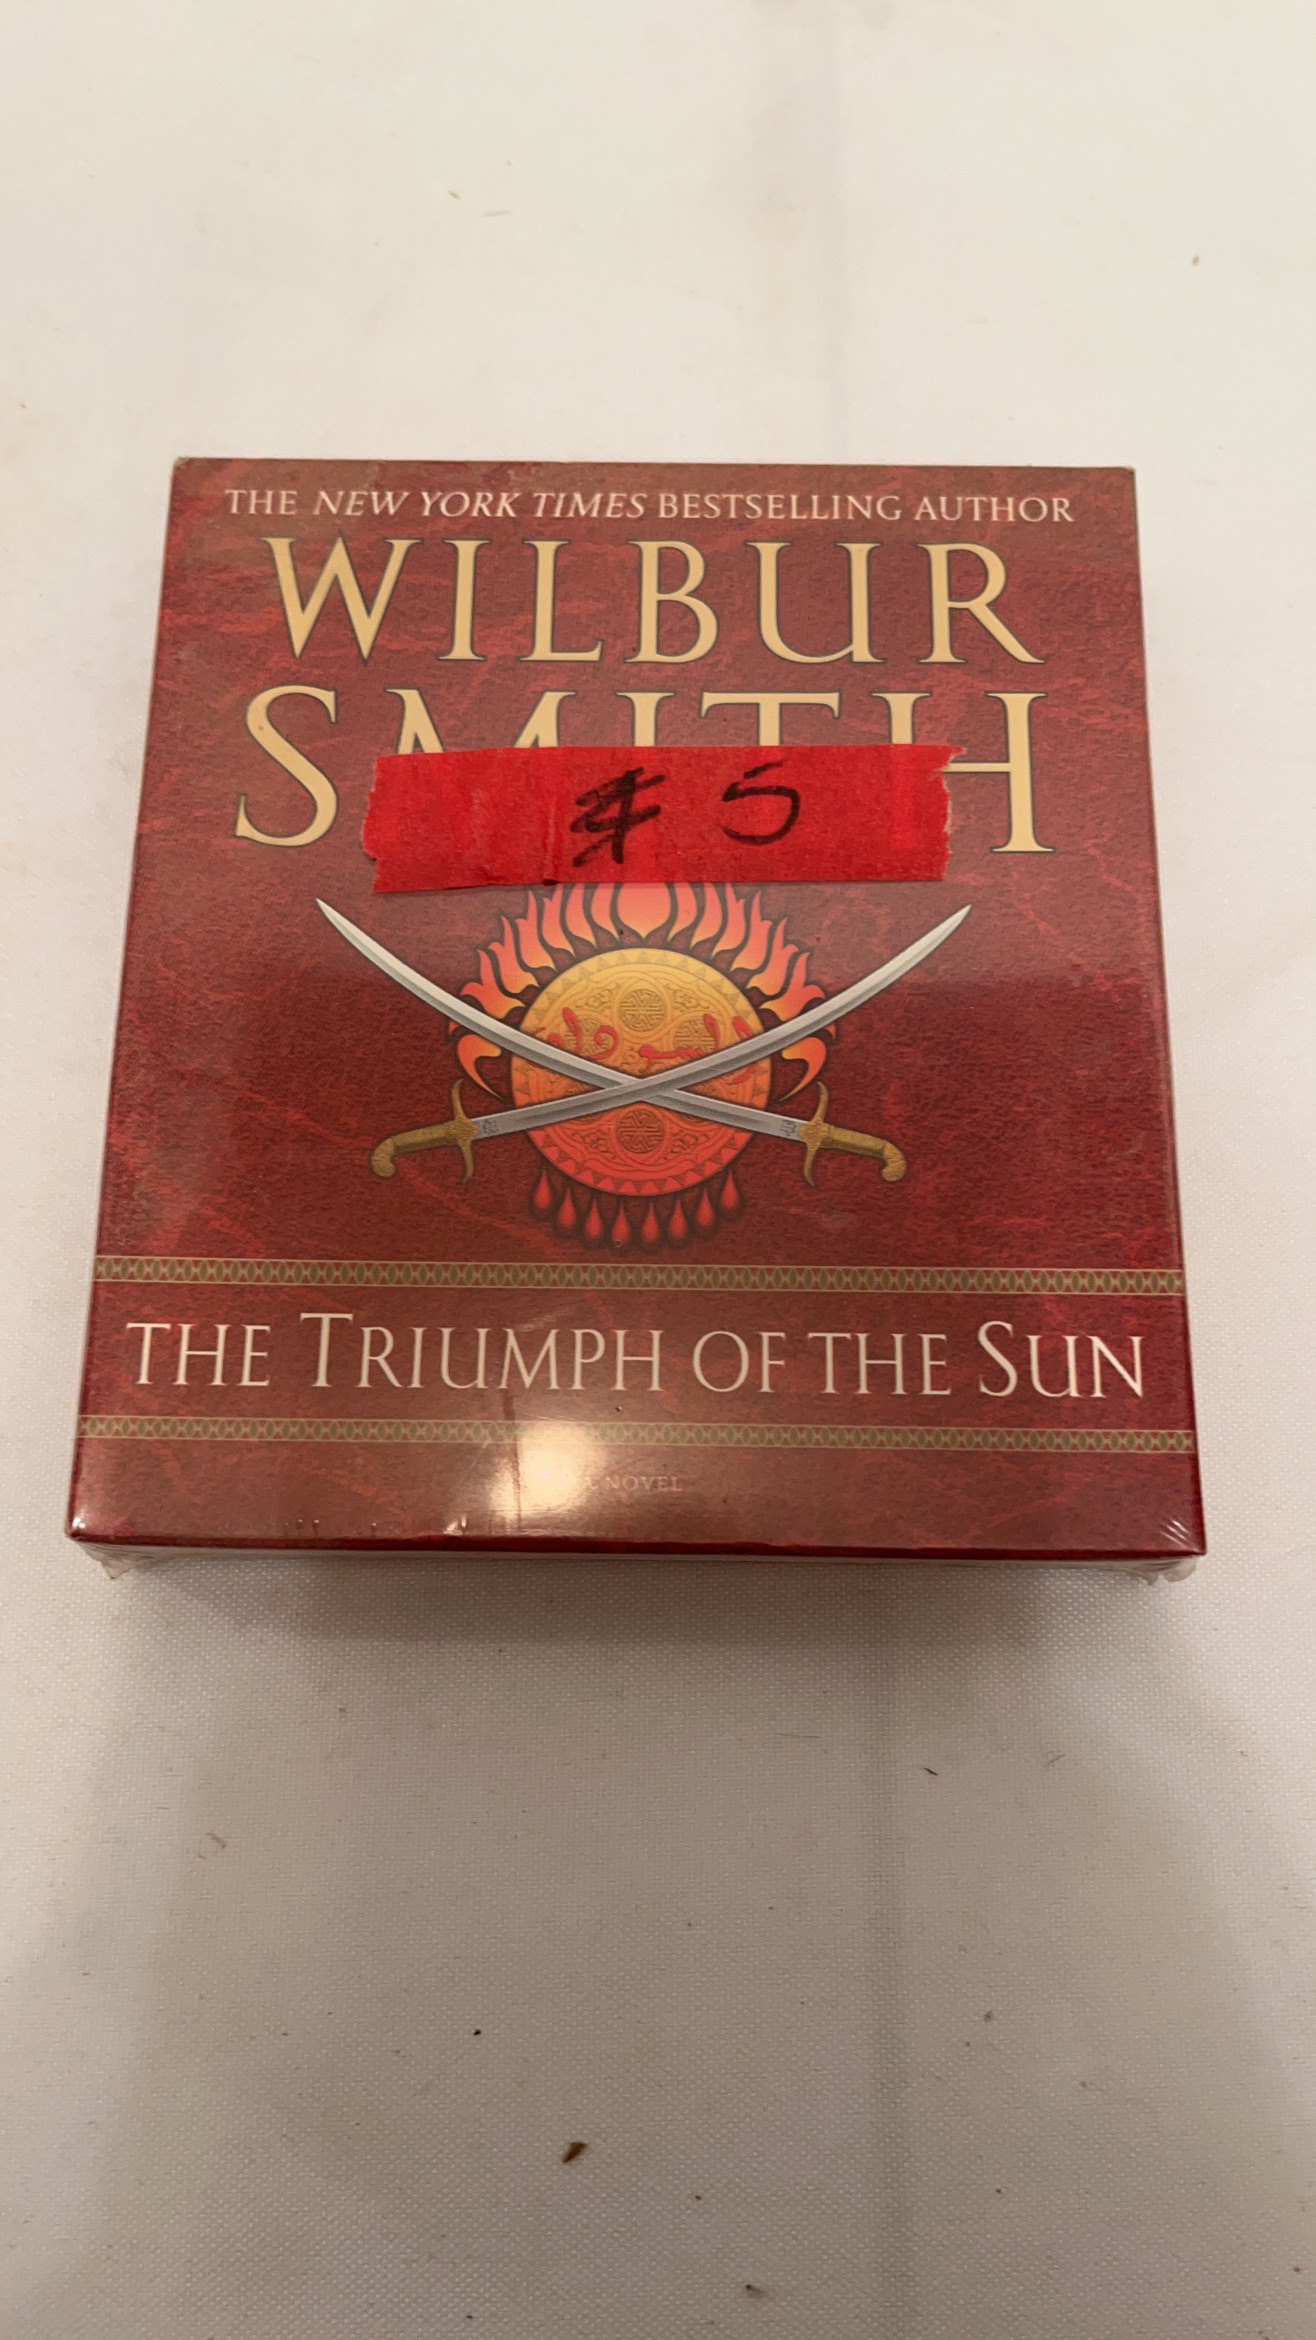 THE NEW YORK TIMES BESTSELLING AUTHOR
WILBUR
SMITH
# 5
THE TRIUMPH OF THE SUN
NOVEL